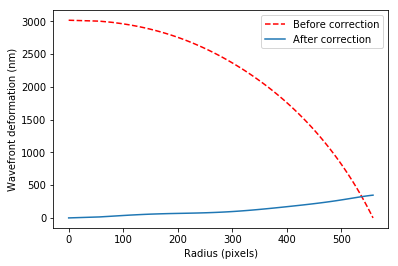 3000
2500
2000
1500
1000
500
0
Wavefront deformation (nm)
Before correction
After correction
0 100 200 300 400 500
Radius (pixels)